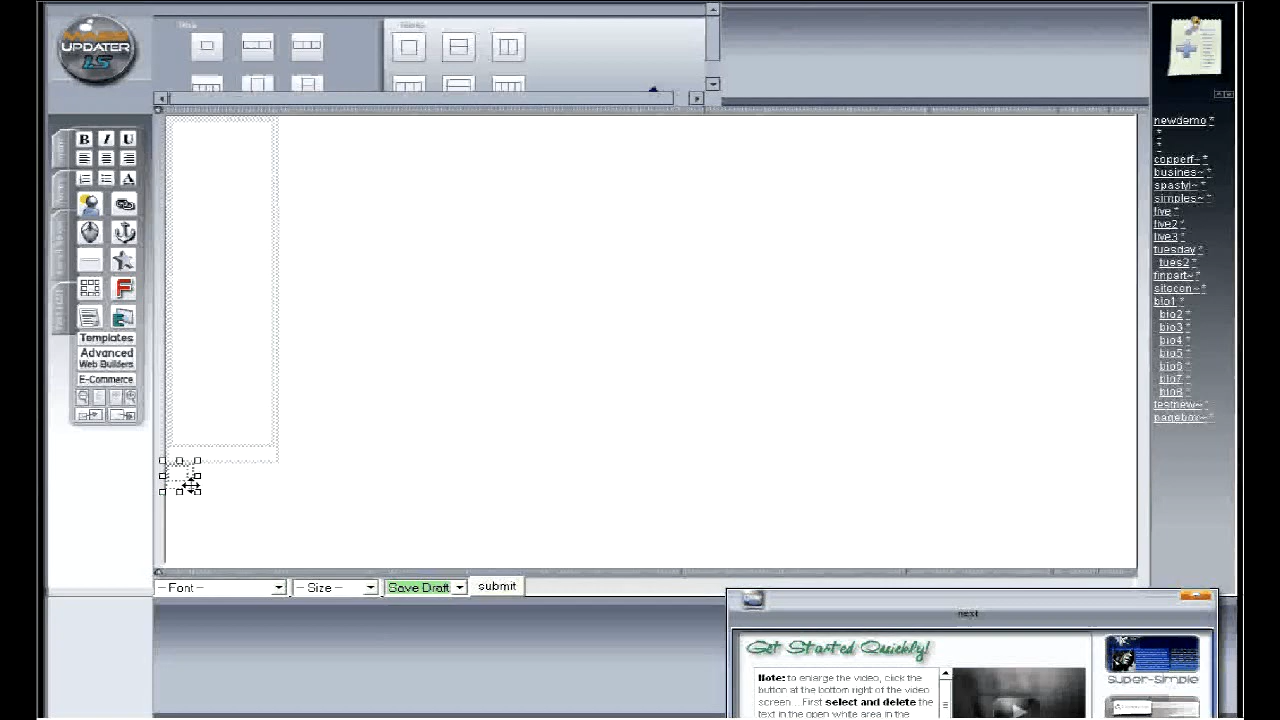 UPDATER
LS
B I U
A
F
E
Templates
Advanced
Web Builders
E-Commerce
newdemo *
*
*
*
copperf~ *
busines~ *
spastyl~ *
simples~ *
live *
live2 *
live3 *
tuesday *
tues2 *
finpart~ *
sitecen~ *
bio1 *
bio2 *
bio3 *
bio4 *
bio5 *
bio6 *
bio7 *
bio8 *
testnew~ *
pagebox~ *
-- Font -- -- Size -- Save Draft submit
next
Get Started Quickly!
Note: to enlarge the video, click the
button at the bottom right of the video
screen... First select and delete the
text in the open white area in the
Super-Simple